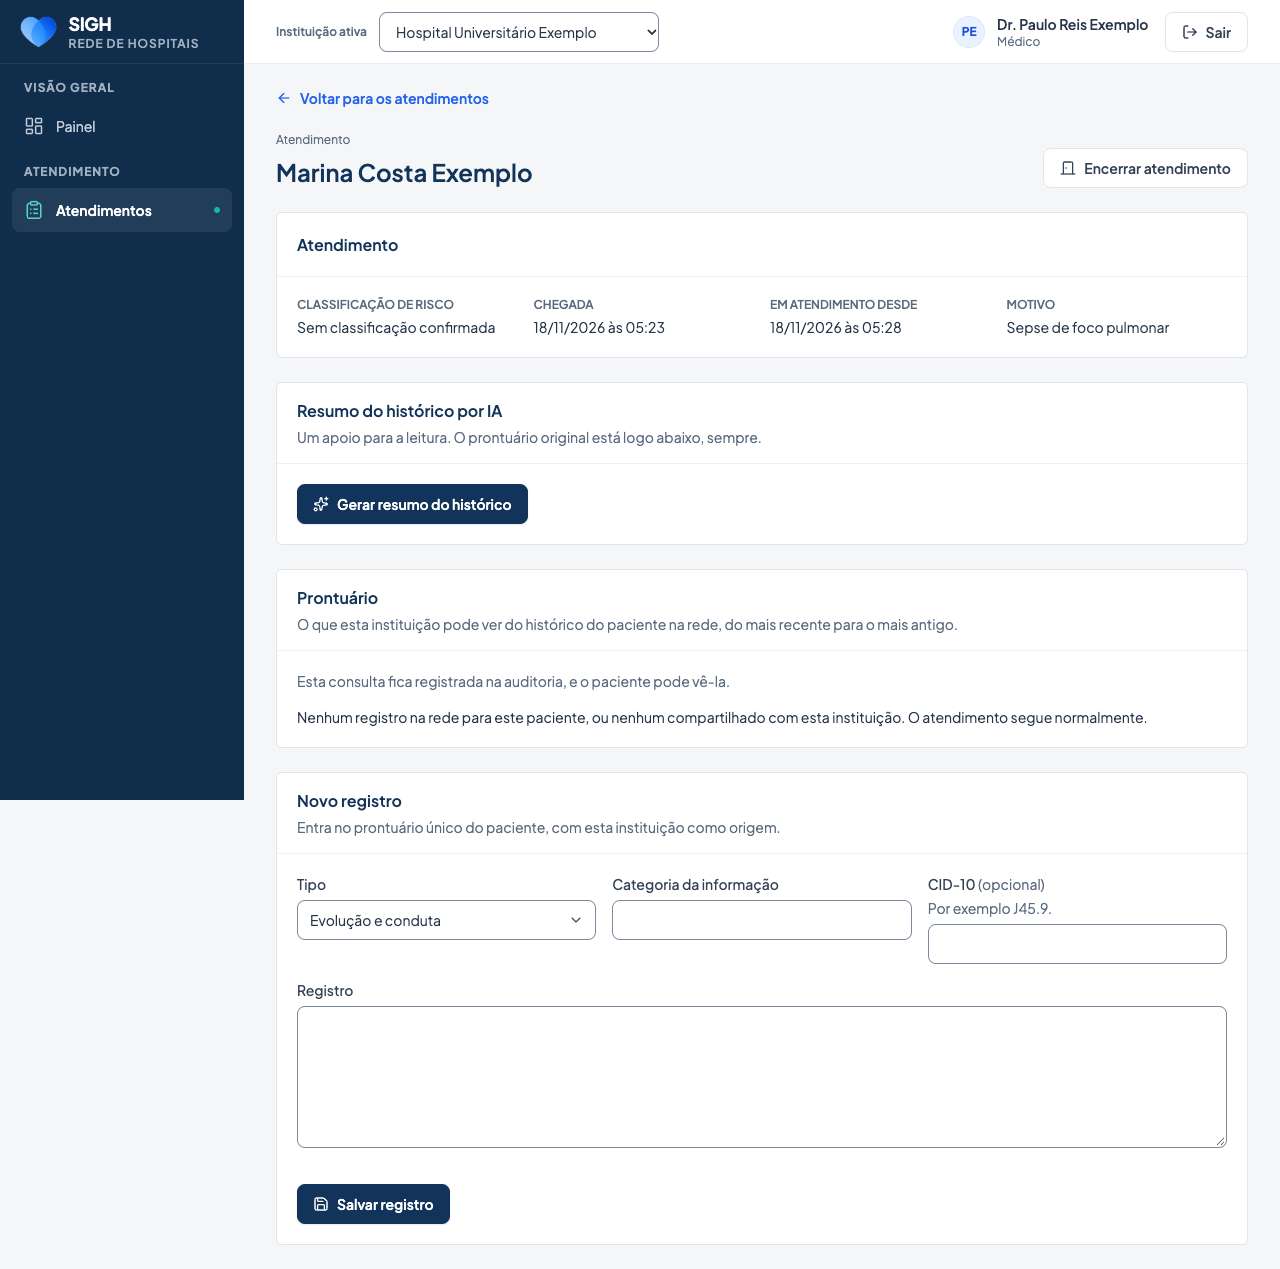 SIGH
REDE DE HOSPITAIS
VISÃO GERAL
Painel
ATENDIMENTO
Atendimentos
Instituição ativa
Hospital Universitário Exemplo
PE
Dr. Paulo Reis Exemplo
Médico
Sair
Voltar para os atendimentos
Atendimento
Marina Costa Exemplo
Encerrar atendimento
Atendimento
CLASSIFICAÇÃO DE RISCO
Sem classificação confirmada
CHEGADA
18/11/2026 às 05:23
EM ATENDIMENTO DESDE
18/11/2026 às 05:28
MOTIVO
Sepse de foco pulmonar
Resumo do histórico por IA
Um apoio para a leitura. O prontuário original está logo abaixo, sempre.
Gerar resumo do histórico
Prontuário
O que esta instituição pode ver do histórico do paciente na rede, do mais recente para o mais antigo.
Esta consulta fica registrada na auditoria, e o paciente pode vê-la.
Nenhum registro na rede para este paciente, ou nenhum compartilhado com esta instituição. O atendimento segue normalmente.
Novo registro
Entra no prontuário único do paciente, com esta instituição como origem.
Tipo
Evolução e conduta
Categoria da informação
CID-10 (opcional)
Por exemplo J45.9.
Registro
Salvar registro